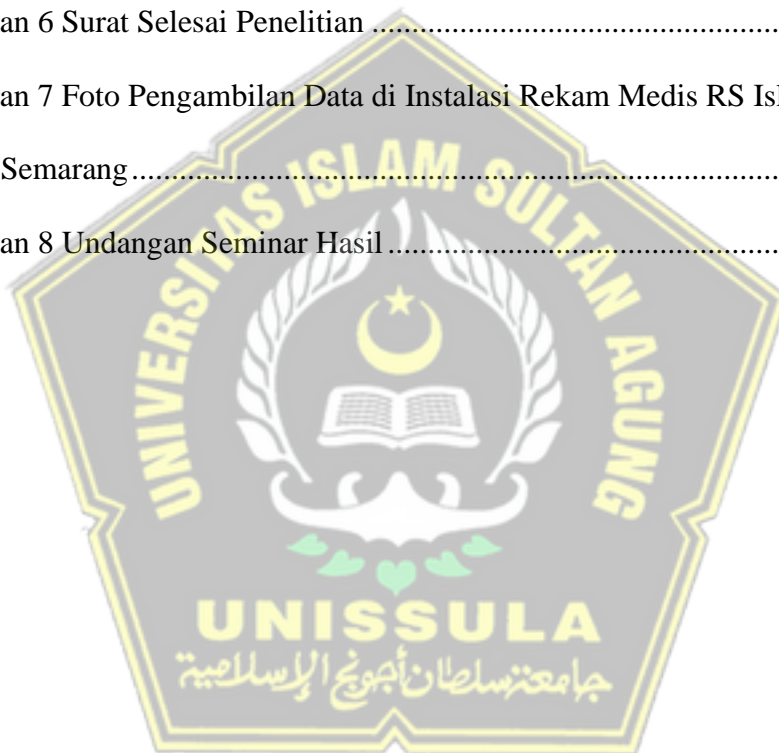 an 6 Surat Selesai Penelitian ....................................................
an 7 Foto Pengambilan Data di Instalasi Rekam Medis RS Isl
Semarang ....................................................................................
an 8 Undangan Seminar Hasil ..................................................
UNIVERSITAS ISLAM SULTAN AGUNG
UNISSULA
جامعة سلطان أجونج الإسلامية